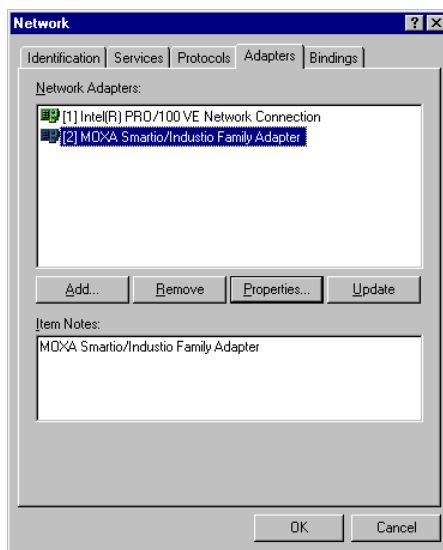 Network
Identification Services Protocols Adapters Bindings
Network Adapters:
[1] Intel(R) PRO/100 VE Network Connection
[2] MOXA Smartio/Industio Family Adapter
Add... Remove Properties... Update
Item Notes:
MOXA Smartio/Industio Family Adapter
OK Cancel